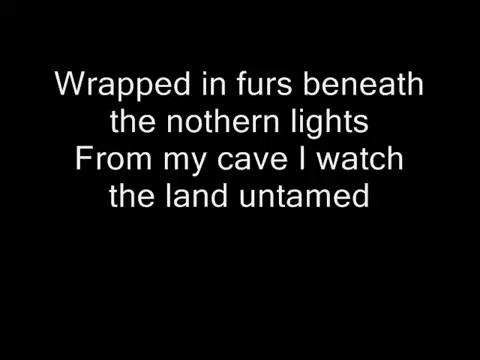 Wrapped in furs beneath
the nothern lights
From my cave I watch
the land untamed